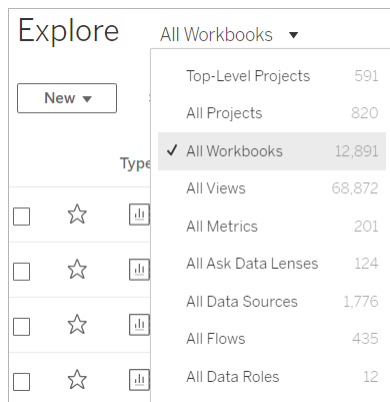 Explore All Workbooks
Top-Level Projects 591
New
All Projects 820
All Workbooks 12,891
Type
All Views 68,872
All Metrics 201
All Ask Data Lenses 124
All Data Sources 1,776
All Flows 435
All Data Roles 12